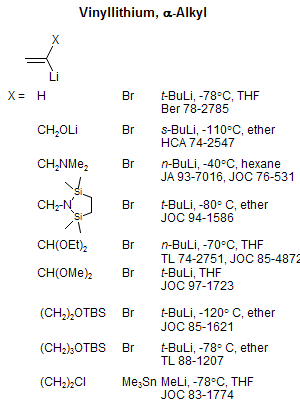 Vinyllithium, α-Alkyl
X
Li
X = H Br t-BuLi, -78°C, THF
Ber 78-2785
CH2OLi Br s-BuLi, -110°C, ether
HCA 74-2547
CH2NMe2 Br n-BuLi, -40°C, hexane
JA 93-7016, JOC 76-531
Si
CH2-N Br t-BuLi, -80° C, ether
Si JOC 94-1586
CH(OEt)2 Br n-BuLi, -70°C, THF
TL 74-2751, JOC 85-4872
CH(OMe)2 Br t-BuLi, THF
JOC 97-1723
(CH2)2OTBS Br t-BuLi, -120° C, ether
JOC 85-1621
(CH2)3OTBS Br t-BuLi, -78° C, ether
TL 88-1207
(CH2)2Cl Me3Sn MeLi, -78°C, THF
JOC 83-1774